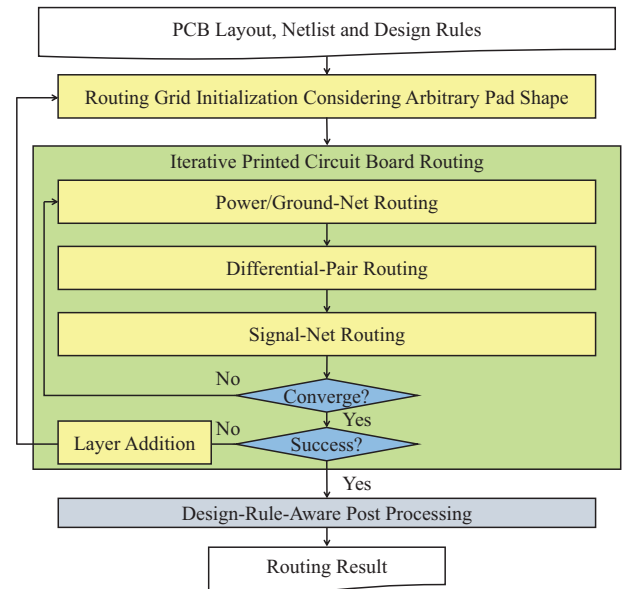 PCB Layout, Netlist and Design Rules
Routing Grid Initialization Considering Arbitrary Pad Shape
Iterative Printed Circuit Board Routing
Power/Ground-Net Routing
Differential-Pair Routing
Signal-Net Routing
No
Converge?
Yes
Layer Addition
No
Success?
Yes
Design-Rule-Aware Post Processing
Routing Result